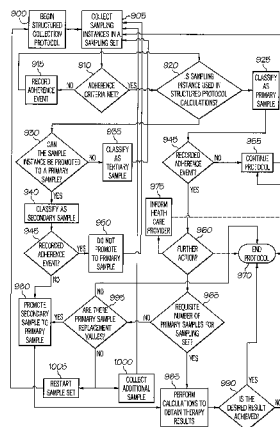 900
BEGIN
STRUCTURED
COLLECTION
PROTOCOL
COLLECT
SAMPLING
INSTANCES IN A
SAMPLING SET
905
915
RECORD
ADHERENCE
EVENT
910
ADHERENCE
CRITERIA MET?
NO
YES
920
IS SAMPLING
INSTANCE USED IN
STRUCTURED PROTOCOL
CALCULATIONS?
YES
NO
925
CLASSIFY
AS
PRIMARY
SAMPLE
930
CAN
THE SAMPLE
INSTANCE BE PROMOTED
TO A PRIMARY
SAMPLE?
NO
YES
935
CLASSIFY
AS
TERTIARY
SAMPLE
940
CLASSIFY AS
SECONDARY SAMPLE
945
RECORDED
ADHERENCE
EVENT?
YES
NO
950
DO NOT
PROMOTE TO
PRIMARY
SAMPLE
945
RECORDED
ADHERENCE
EVENT?
NO
YES
955
CONTINUE
PROTOCOL
975
INFORM
HEATH CARE
PROVIDER
960
FURTHER
ACTION?
NO
END
PROTOCOL
970
980
PROMOTE
SECONDARY
SAMPLE TO
PRIMARY
SAMPLE
YES
995
ARE THERE
PRIMARY SAMPLE
REPLACEMENT
VALUES?
NO
NO
REQUISITE
NUMBER OF
PRIMARY SAMPLES FOR
SAMPLING
SET?
YES
1005
RESTART
SAMPLE SET
1000
COLLECT
ADDITIONAL
SAMPLE
985
PERFORM
CALCULATIONS TO
OBTAIN THERAPY
RESULTS
990
IS THE
DESIRED RESULT
ACHIEVED?
YES
NO